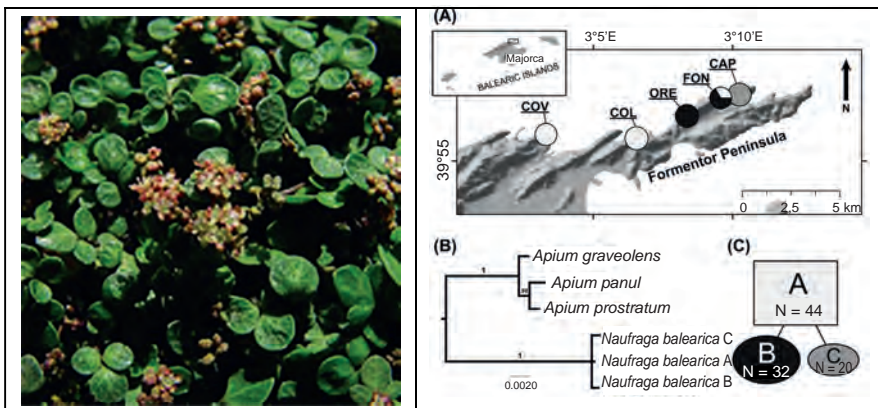 (A)
3°5'E
3°10'E
Majorca
BALEARIC ISLANDS
COV
COL
ORE
FON
CAP
N
39°55
Formentor Peninsula
0 2,5 5 km
(B)
Apium graveolens
1
Apium panul
Apium prostratum
Naufraga balearica C
Naufraga balearica A
1
Naufraga balearica B
0.0020
(C)
A
N = 44
B
N = 32
C
N = 20